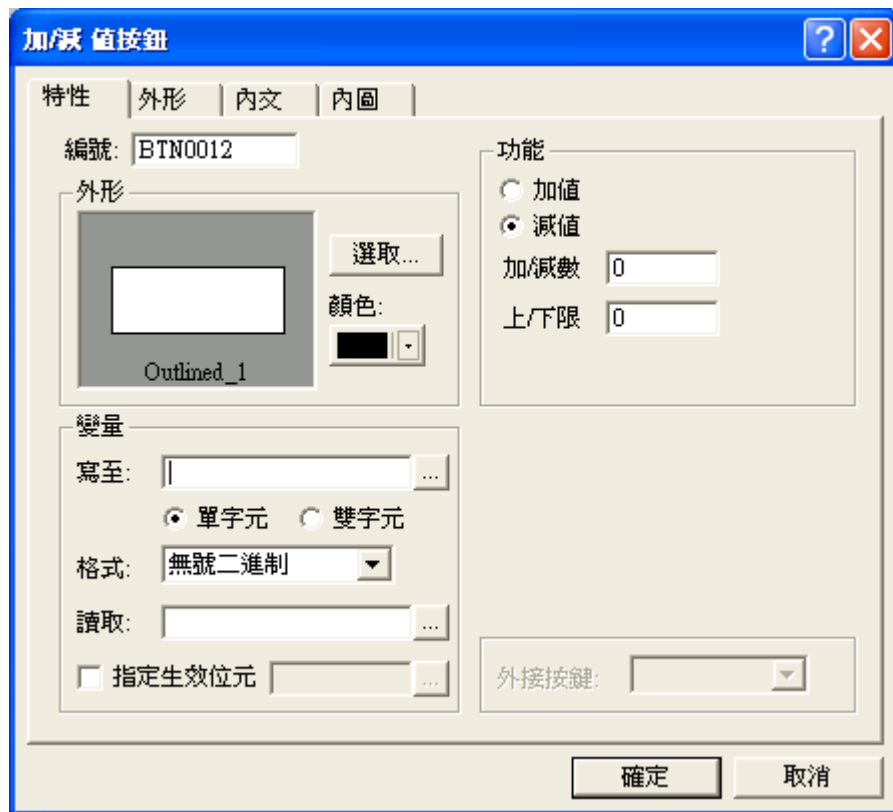 加/減 值按鈕
特性 外形 內文 內圖
編號: BTN0012
外形
Outlined_1
選取...
顏色:
功能
加值
減值
加/減數 0
上/下限 0
變量
寫至: ...
單字元 雙字元
格式: 無號二進制
讀取: ...
指定生效位元 ...
外接按鍵:
確定 取消